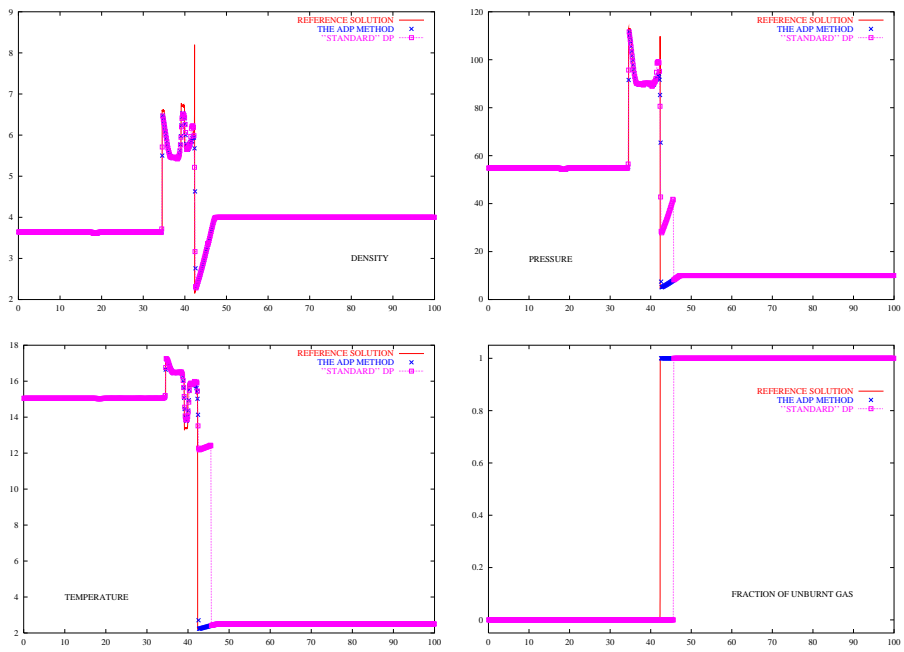 9
8
7
6
5
4
3
2
0 10 20 30 40 50 60 70 80 90 100
REFERENCE SOLUTION
THE ADP METHOD
"STANDARD" DP
DENSITY
120
100
80
60
40
20
0
0 10 20 30 40 50 60 70 80 90 100
REFERENCE SOLUTION
THE ADP METHOD
"STANDARD" DP
PRESSURE
18
16
14
12
10
8
6
4
2
0 10 20 30 40 50 60 70 80 90 100
REFERENCE SOLUTION
THE ADP METHOD
"STANDARD" DP
TEMPERATURE
1
0.8
0.6
0.4
0.2
0
0 10 20 30 40 50 60 70 80 90 100
REFERENCE SOLUTION
THE ADP METHOD
"STANDARD" DP
FRACTION OF UNBURNT GAS